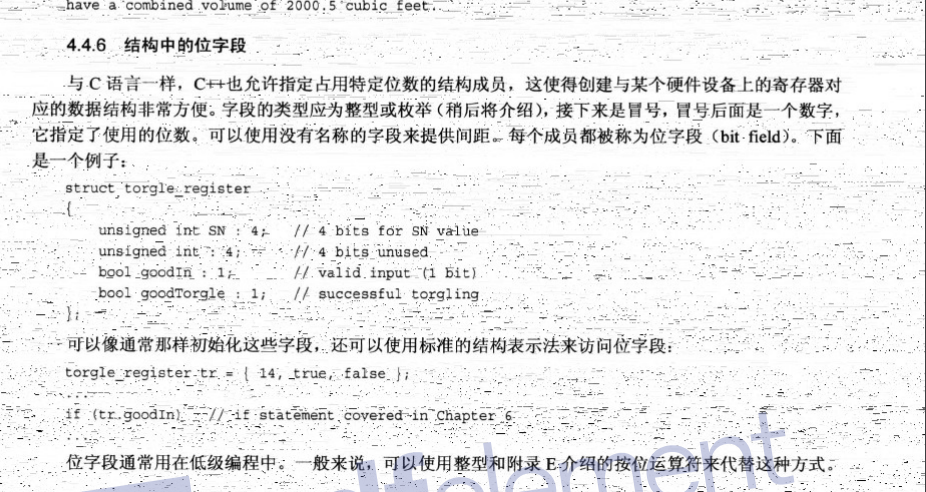 have a combined volume of 2000.5 cubic feet.
4.4.6 结构中的位字段
与 C 语言一样，C++也允许指定占用特定位数的结构成员，这使得创建与某个硬件设备上的寄存器对
应的数据结构非常方便。字段的类型应为整型或枚举（稍后将介绍），接下来是冒号，冒号后面是一个数字，
它指定了使用的位数。可以使用没有名称的字段来提供间距。每个成员都被称为位字段（bit field）。下面
是一个例子：
struct torgle_register
{
unsigned int SN : 4; // 4 bits for SN value
unsigned int : 4; // 4 bits unused
bool goodIn : 1; // valid input (1 bit)
bool goodTorgle : 1; // successful torgling
};
可以像通常那样初始化这些字段，还可以使用标准的结构表示法来访问位字段：
torgle_register tr = { 14, true, false };
...
if (tr.goodIn) // if statement covered in Chapter 6
位字段通常用在低级编程中。一般来说，可以使用整型和附录 E 介绍的按位运算符来代替这种方式。